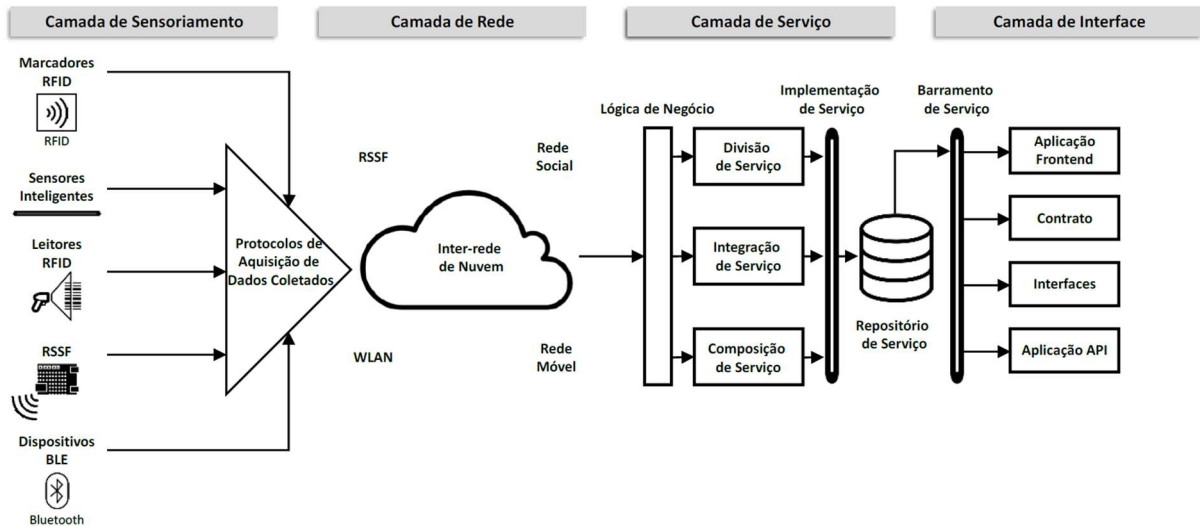 Camada de Sensoriamento
Camada de Rede
Camada de Serviço
Camada de Interface
Marcadores
RFID
RFID
Sensores
Inteligentes
Leitores
RFID
RSSF
Dispositivos
BLE
Bluetooth
Protocolos de
Aquisição de
Dados Coletados
RSSF
Rede
Social
Inter-rede
de Nuvem
WLAN
Rede
Móvel
Lógica de Negócio
Divisão
de Serviço
Integração
de Serviço
Composição
de Serviço
Implementação
de Serviço
Repositório
de Serviço
Barramento
de Serviço
Aplicação
Frontend
Contrato
Interfaces
Aplicação API